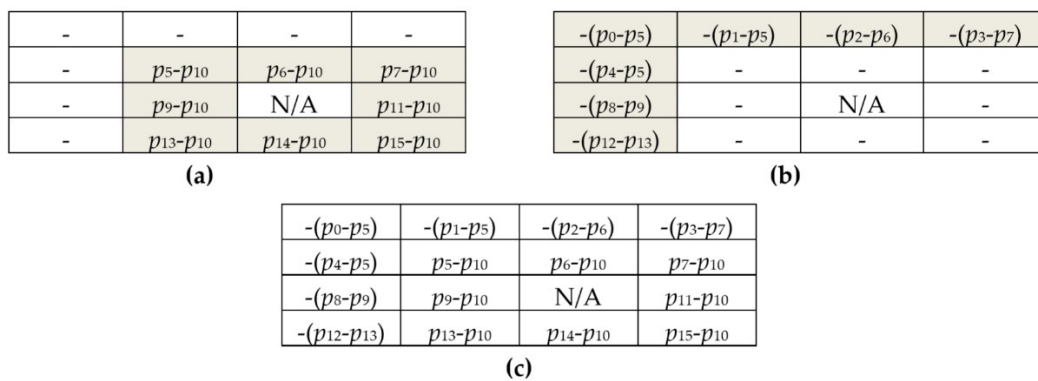 - - - -
- p5-p10 p6-p10 p7-p10
- p9-p10 N/A p11-p10
- p13-p10 p14-p10 p15-p10
(a)
-(p0-p5) -(p1-p5) -(p2-p6) -(p3-p7)
-(p4-p5) - - -
-(p8-p9) - N/A -
-(p12-p13) - - -
(b)
-(p0-p5) -(p1-p5) -(p2-p6) -(p3-p7)
-(p4-p5) p5-p10 p6-p10 p7-p10
-(p8-p9) p9-p10 N/A p11-p10
-(p12-p13) p13-p10 p14-p10 p15-p10
(c)